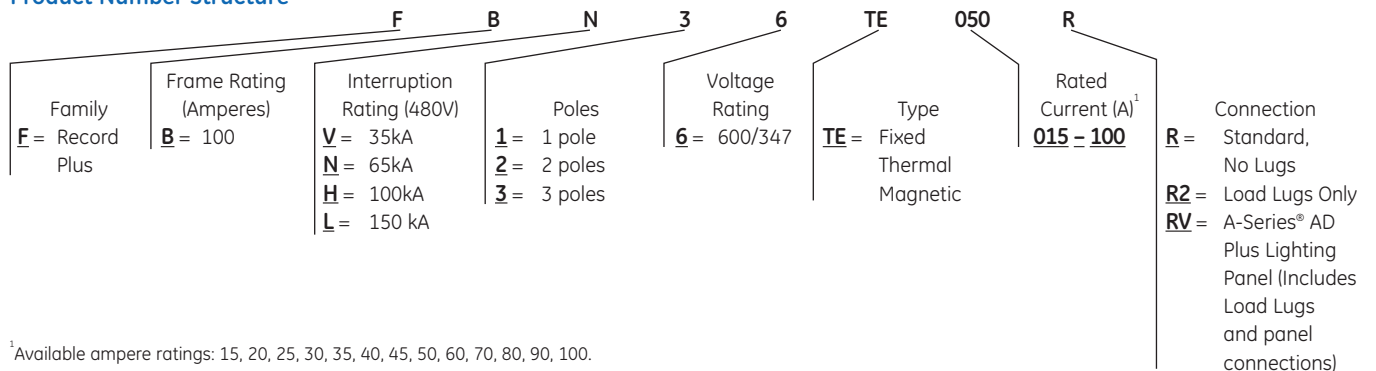 Product Number Structure
F B N 3 6 TE 050 R
Family
F = Record
Plus
Frame Rating
(Amperes)
B = 100
Interruption
Rating (480V)
V = 35kA
N = 65kA
H = 100kA
L = 150 kA
Poles
1 = 1 pole
2 = 2 poles
3 = 3 poles
Voltage
Rating
6 = 600/347
Type
TE = Fixed
Thermal
Magnetic
Rated
Current (A)1
015 – 100
Connection
R = Standard,
No Lugs
R2 = Load Lugs Only
RV = A-Series® AD
Plus Lighting
Panel (Includes
Load Lugs
and panel
connections)
1Available ampere ratings: 15, 20, 25, 30, 35, 40, 45, 50, 60, 70, 80, 90, 100.